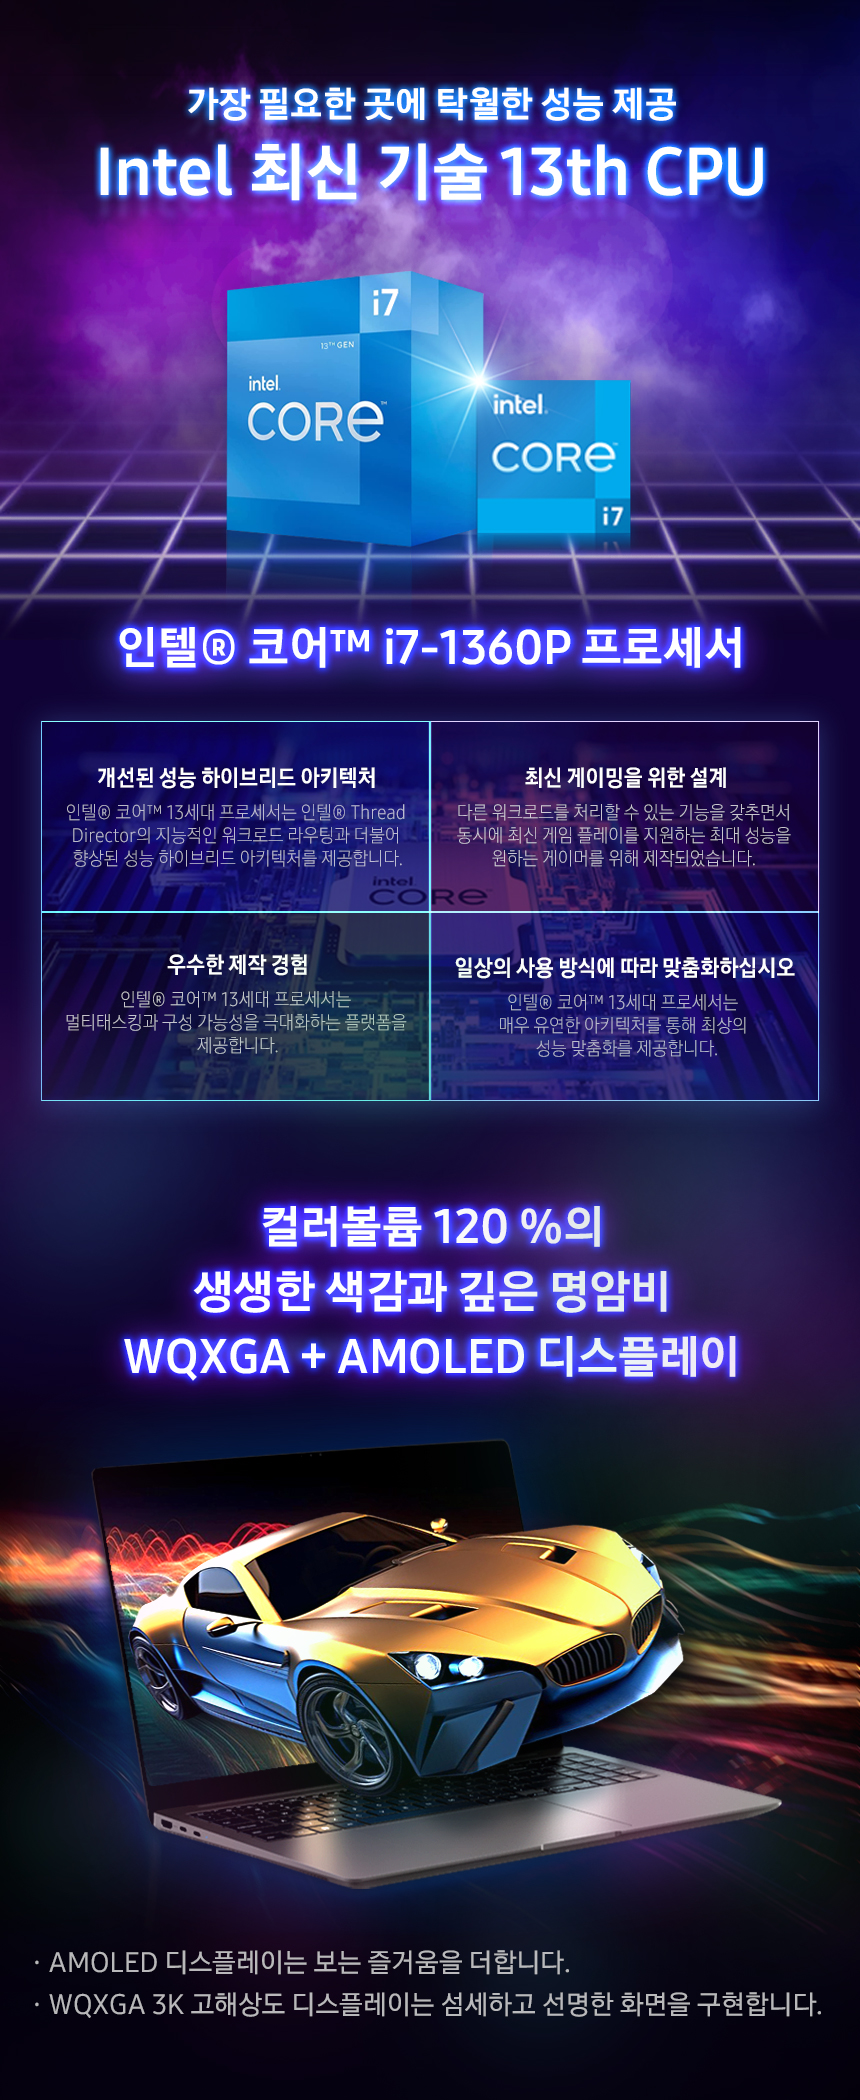 가장 필요한 곳에 탁월한 성능 제공
Intel 최신 기술 13th CPU
i7
13TH GEN
intel.
CORE™
intel.
CORE™
i7
인텔® 코어™ i7-1360P 프로세서
개선된 성능 하이브리드 아키텍처
인텔® 코어™ 13세대 프로세서는 인텔® Thread
Director의 지능적인 워크로드 라우팅과 더불어
향상된 성능 하이브리드 아키텍처를 제공합니다.
최신 게이밍을 위한 설계
다른 워크로드를 처리할 수 있는 기능을 갖추면서
동시에 최신 게임 플레이를 지원하는 최대 성능을
원하는 게이머를 위해 제작되었습니다.
intel
CORE
우수한 제작 경험
인텔® 코어™ 13세대 프로세서는
멀티태스킹과 구성 가능성을 극대화하는 플랫폼을
제공합니다.
일상의 사용 방식에 따라 맞춤화하십시오
인텔® 코어™ 13세대 프로세서는
매우 유연한 아키텍처를 통해 최상의
성능 맞춤화를 제공합니다.
컬러볼륨 120 %의
생생한 색감과 깊은 명암비
WQXGA + AMOLED 디스플레이
· AMOLED 디스플레이는 보는 즐거움을 더합니다.
· WQXGA 3K 고해상도 디스플레이는 섬세하고 선명한 화면을 구현합니다.